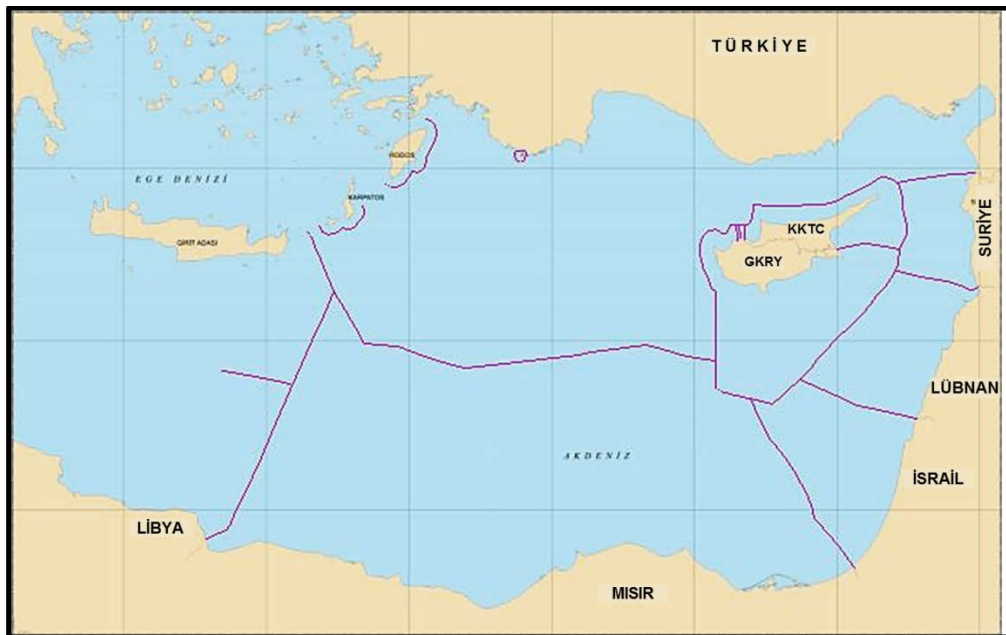 TÜRKİYE
RODOS
EGE DENİZİ
KARPATOS
SURİYE
KKTC
GİRİT ADASI
GKRY
LÜBNAN
AKDENİZ
İSRAİL
LİBYA
MISIR